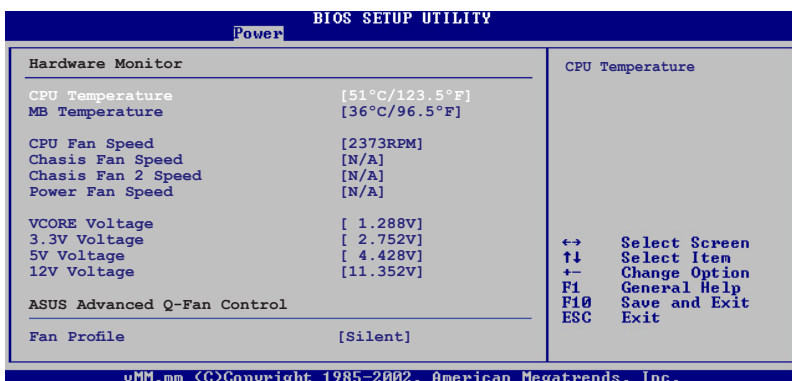 BIOS SETUP UTILITY
Power
Hardware Monitor
CPU Temperature [51°C/123.5°F]
MB Temperature [36°C/96.5°F]
CPU Fan Speed [2373RPM]
Chasis Fan Speed [N/A]
Chasis Fan 2 Speed [N/A]
Power Fan Speed [N/A]
VCORE Voltage [ 1.288V]
3.3V Voltage [ 2.752V]
5V Voltage [ 4.428V]
12V Voltage [11.352V]
ASUS Advanced Q-Fan Control
Fan Profile [Silent]
CPU Temperature
←→ Select Screen
↑↓ Select Item
+- Change Option
F1 General Help
F10 Save and Exit
ESC Exit
vMM.mm (C)Copyright 1985-2002, American Megatrends, Inc.